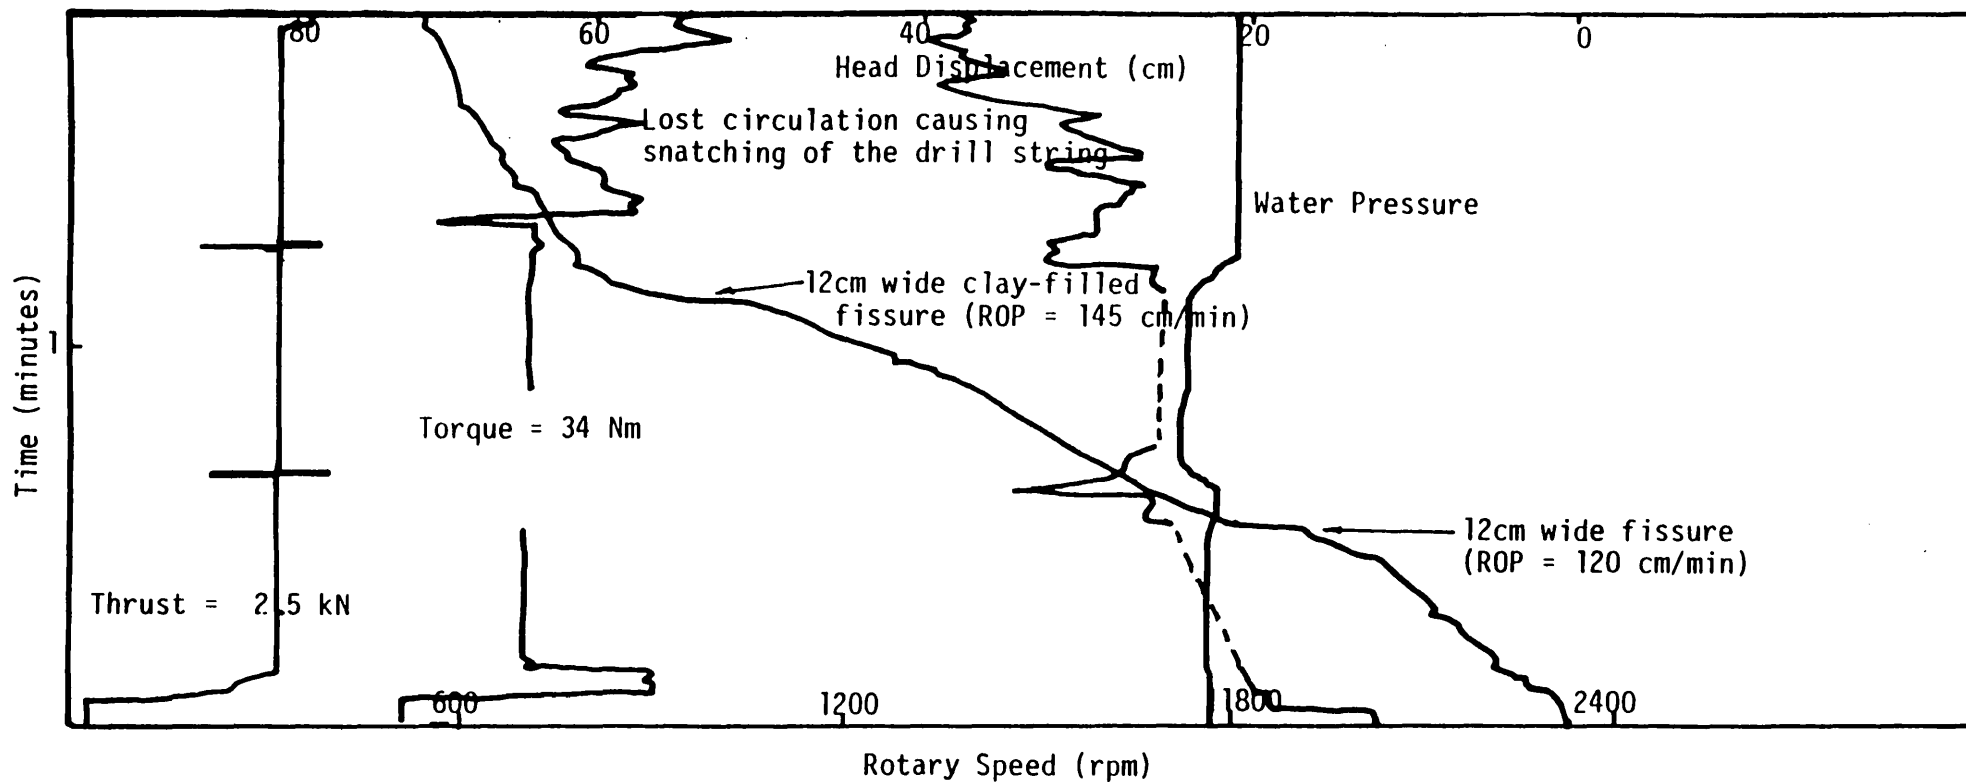 80 60 40 20 0
Head Displacement (cm)
Lost circulation causing
snatching of the drill string
Water Pressure
12cm wide clay-filled
fissure (ROP = 145 cm/min)
1
Time (minutes)
Torque = 34 Nm
12cm wide fissure
(ROP = 120 cm/min)
Thrust = 2.5 kN
600 1200 1800 2400
Rotary Speed (rpm)